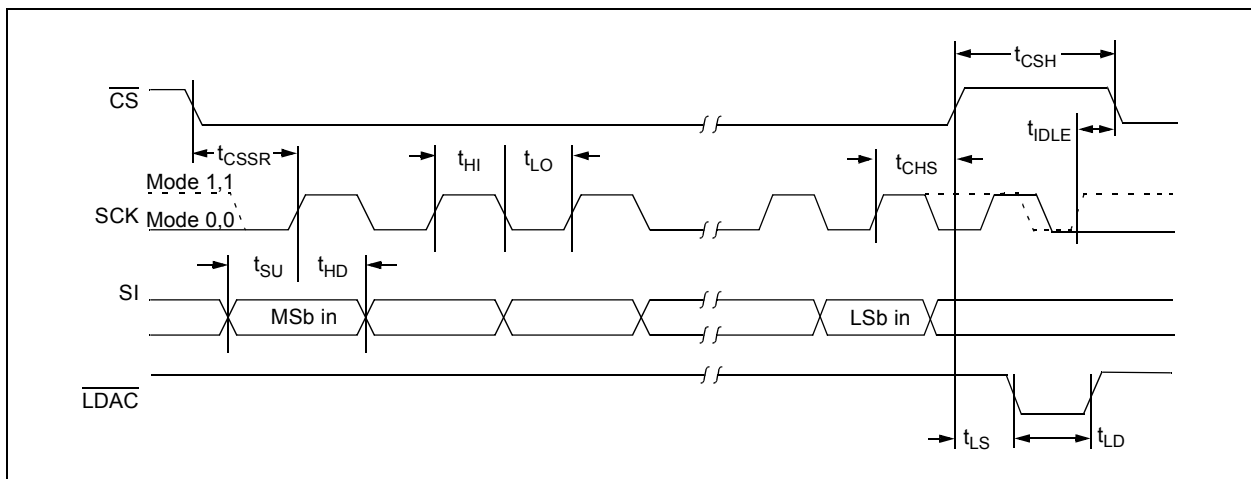 tCSH
CS
tIDLE
tCSSR
tHI
tLO
tCHS
Mode 1,1
SCK
Mode 0,0
tSU
tHD
SI
MSb in
LSb in
LDAC
tLS
tLD